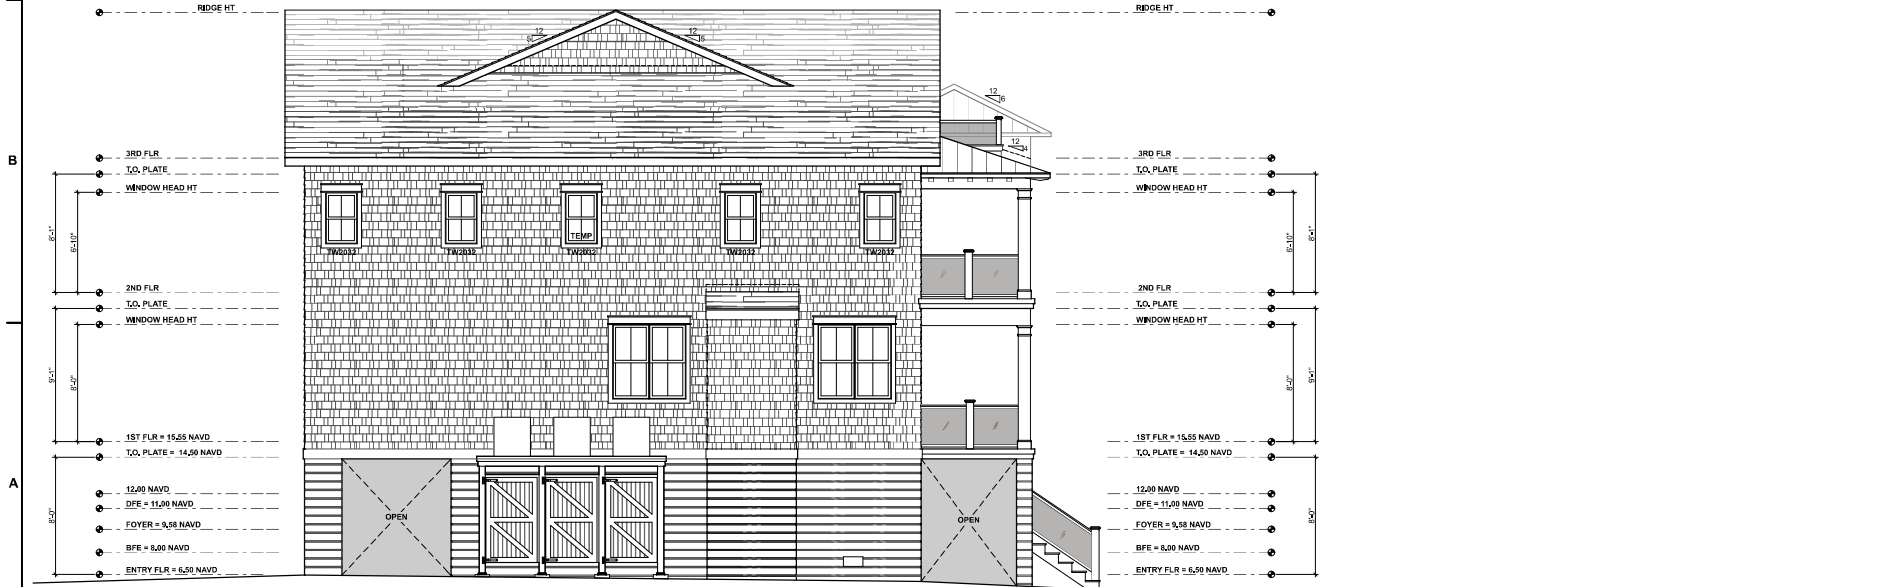 RIDGE HT
RIDGE HT
12
5
12
5
12
6
12
4
B
3RD FLR
T.O. PLATE
WINDOW HEAD HT
3RD FLR
T.O. PLATE
WINDOW HEAD HT
8'-1"
6'-10"
6'-10"
8'-1"
TEMP
TW2032
TW2032
TW2032
TW2032
TW2032
2ND FLR
T.O. PLATE
WINDOW HEAD HT
2ND FLR
T.O. PLATE
WINDOW HEAD HT
9'-1"
8'-0"
8'-0"
9'-1"
1ST FLR = 15.55 NAVD
T.O. PLATE = 14.50 NAVD
1ST FLR = 15.55 NAVD
T.O. PLATE = 14.50 NAVD
A
12.00 NAVD
DFE = 11.00 NAVD
FOYER = 9.58 NAVD
BFE = 8.00 NAVD
ENTRY FLR = 6.50 NAVD
8'-0"
OPEN
OPEN
12.00 NAVD
DFE = 11.00 NAVD
FOYER = 9.58 NAVD
BFE = 8.00 NAVD
ENTRY FLR = 6.50 NAVD
8'-0"